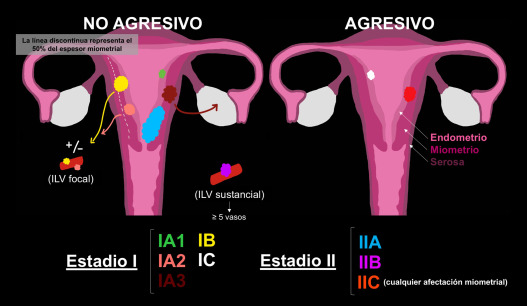 NO AGRESIVO
AGRESIVO
La línea discontinua representa el
50% del espesor miometrial
+/-
(ILV focal)
(ILV sustancial)
≥ 5 vasos
Endometrio
Miometrio
Serosa
Estadio I
IA1 IB
IA2 IC
IA3
Estadio II
IIA
IIB
IIC (cualquier afectación miometrial)